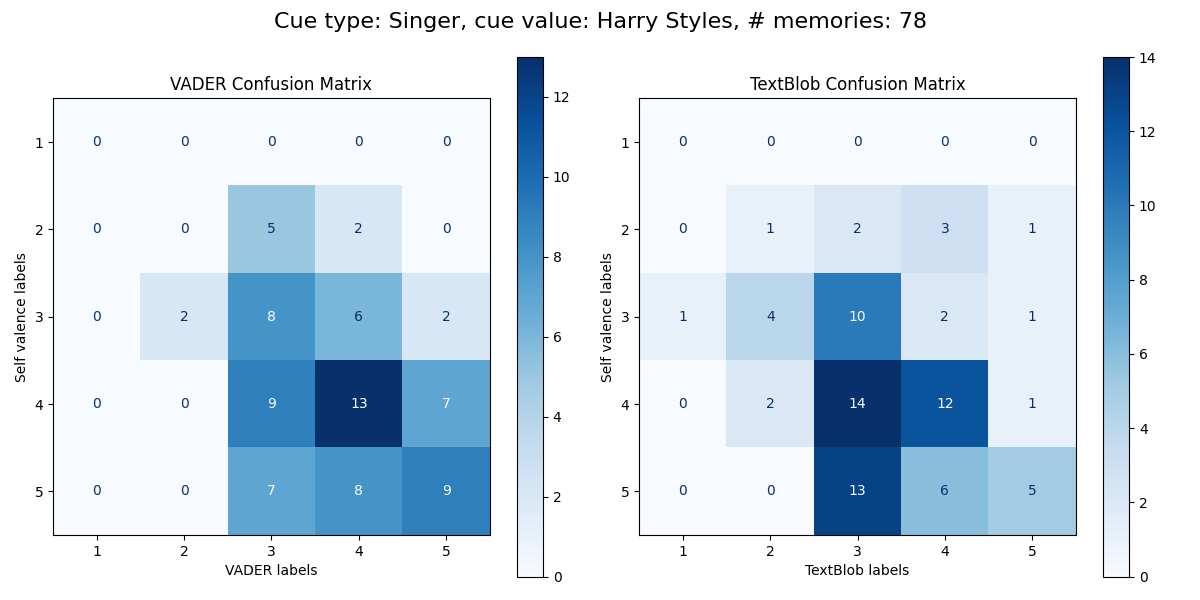 Cue type: Singer, cue value: Harry Styles, # memories: 78
VADER Confusion Matrix
Self valence labels
1 0 0 0 0 0
2 0 0 5 2 0
3 0 2 8 6 2
4 0 0 9 13 7
5 0 0 7 8 9
1 2 3 4 5
VADER labels
12
10
8
6
4
2
0
TextBlob Confusion Matrix
Self valence labels
1 0 0 0 0 0
2 0 1 2 3 1
3 1 4 10 2 1
4 0 2 14 12 1
5 0 0 13 6 5
1 2 3 4 5
TextBlob labels
14
12
10
8
6
4
2
0